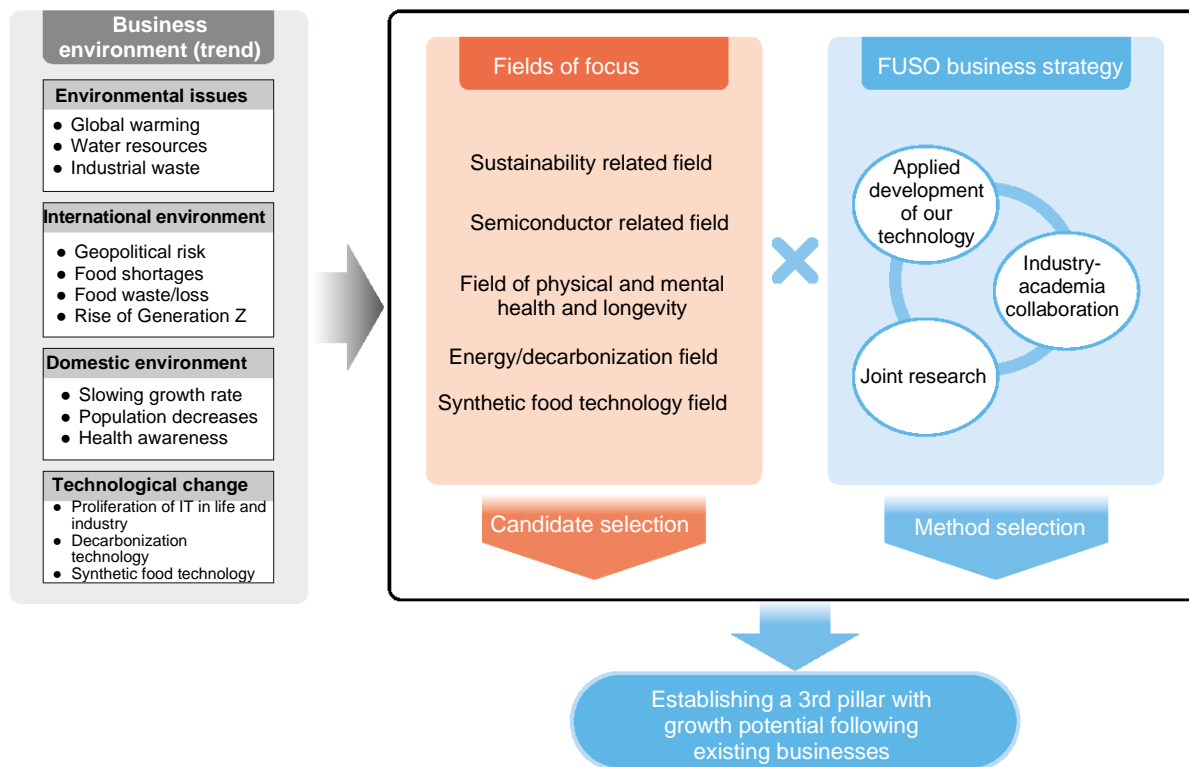 Business
environment (trend)
Environmental issues
● Global warming
● Water resources
● Industrial waste
International environment
● Geopolitical risk
● Food shortages
● Food waste/loss
● Rise of Generation Z
Domestic environment
● Slowing growth rate
● Population decreases
● Health awareness
Technological change
● Proliferation of IT in life and
industry
● Decarbonization
technology
● Synthetic food technology
Fields of focus
Sustainability related field
Semiconductor related field
Field of physical and mental
health and longevity
Energy/decarbonization field
Synthetic food technology field
Candidate selection
FUSO business strategy
Applied
development
of our
technology
Industry-
academia
collaboration
Joint research
Method selection
Establishing a 3rd pillar with
growth potential following
existing businesses